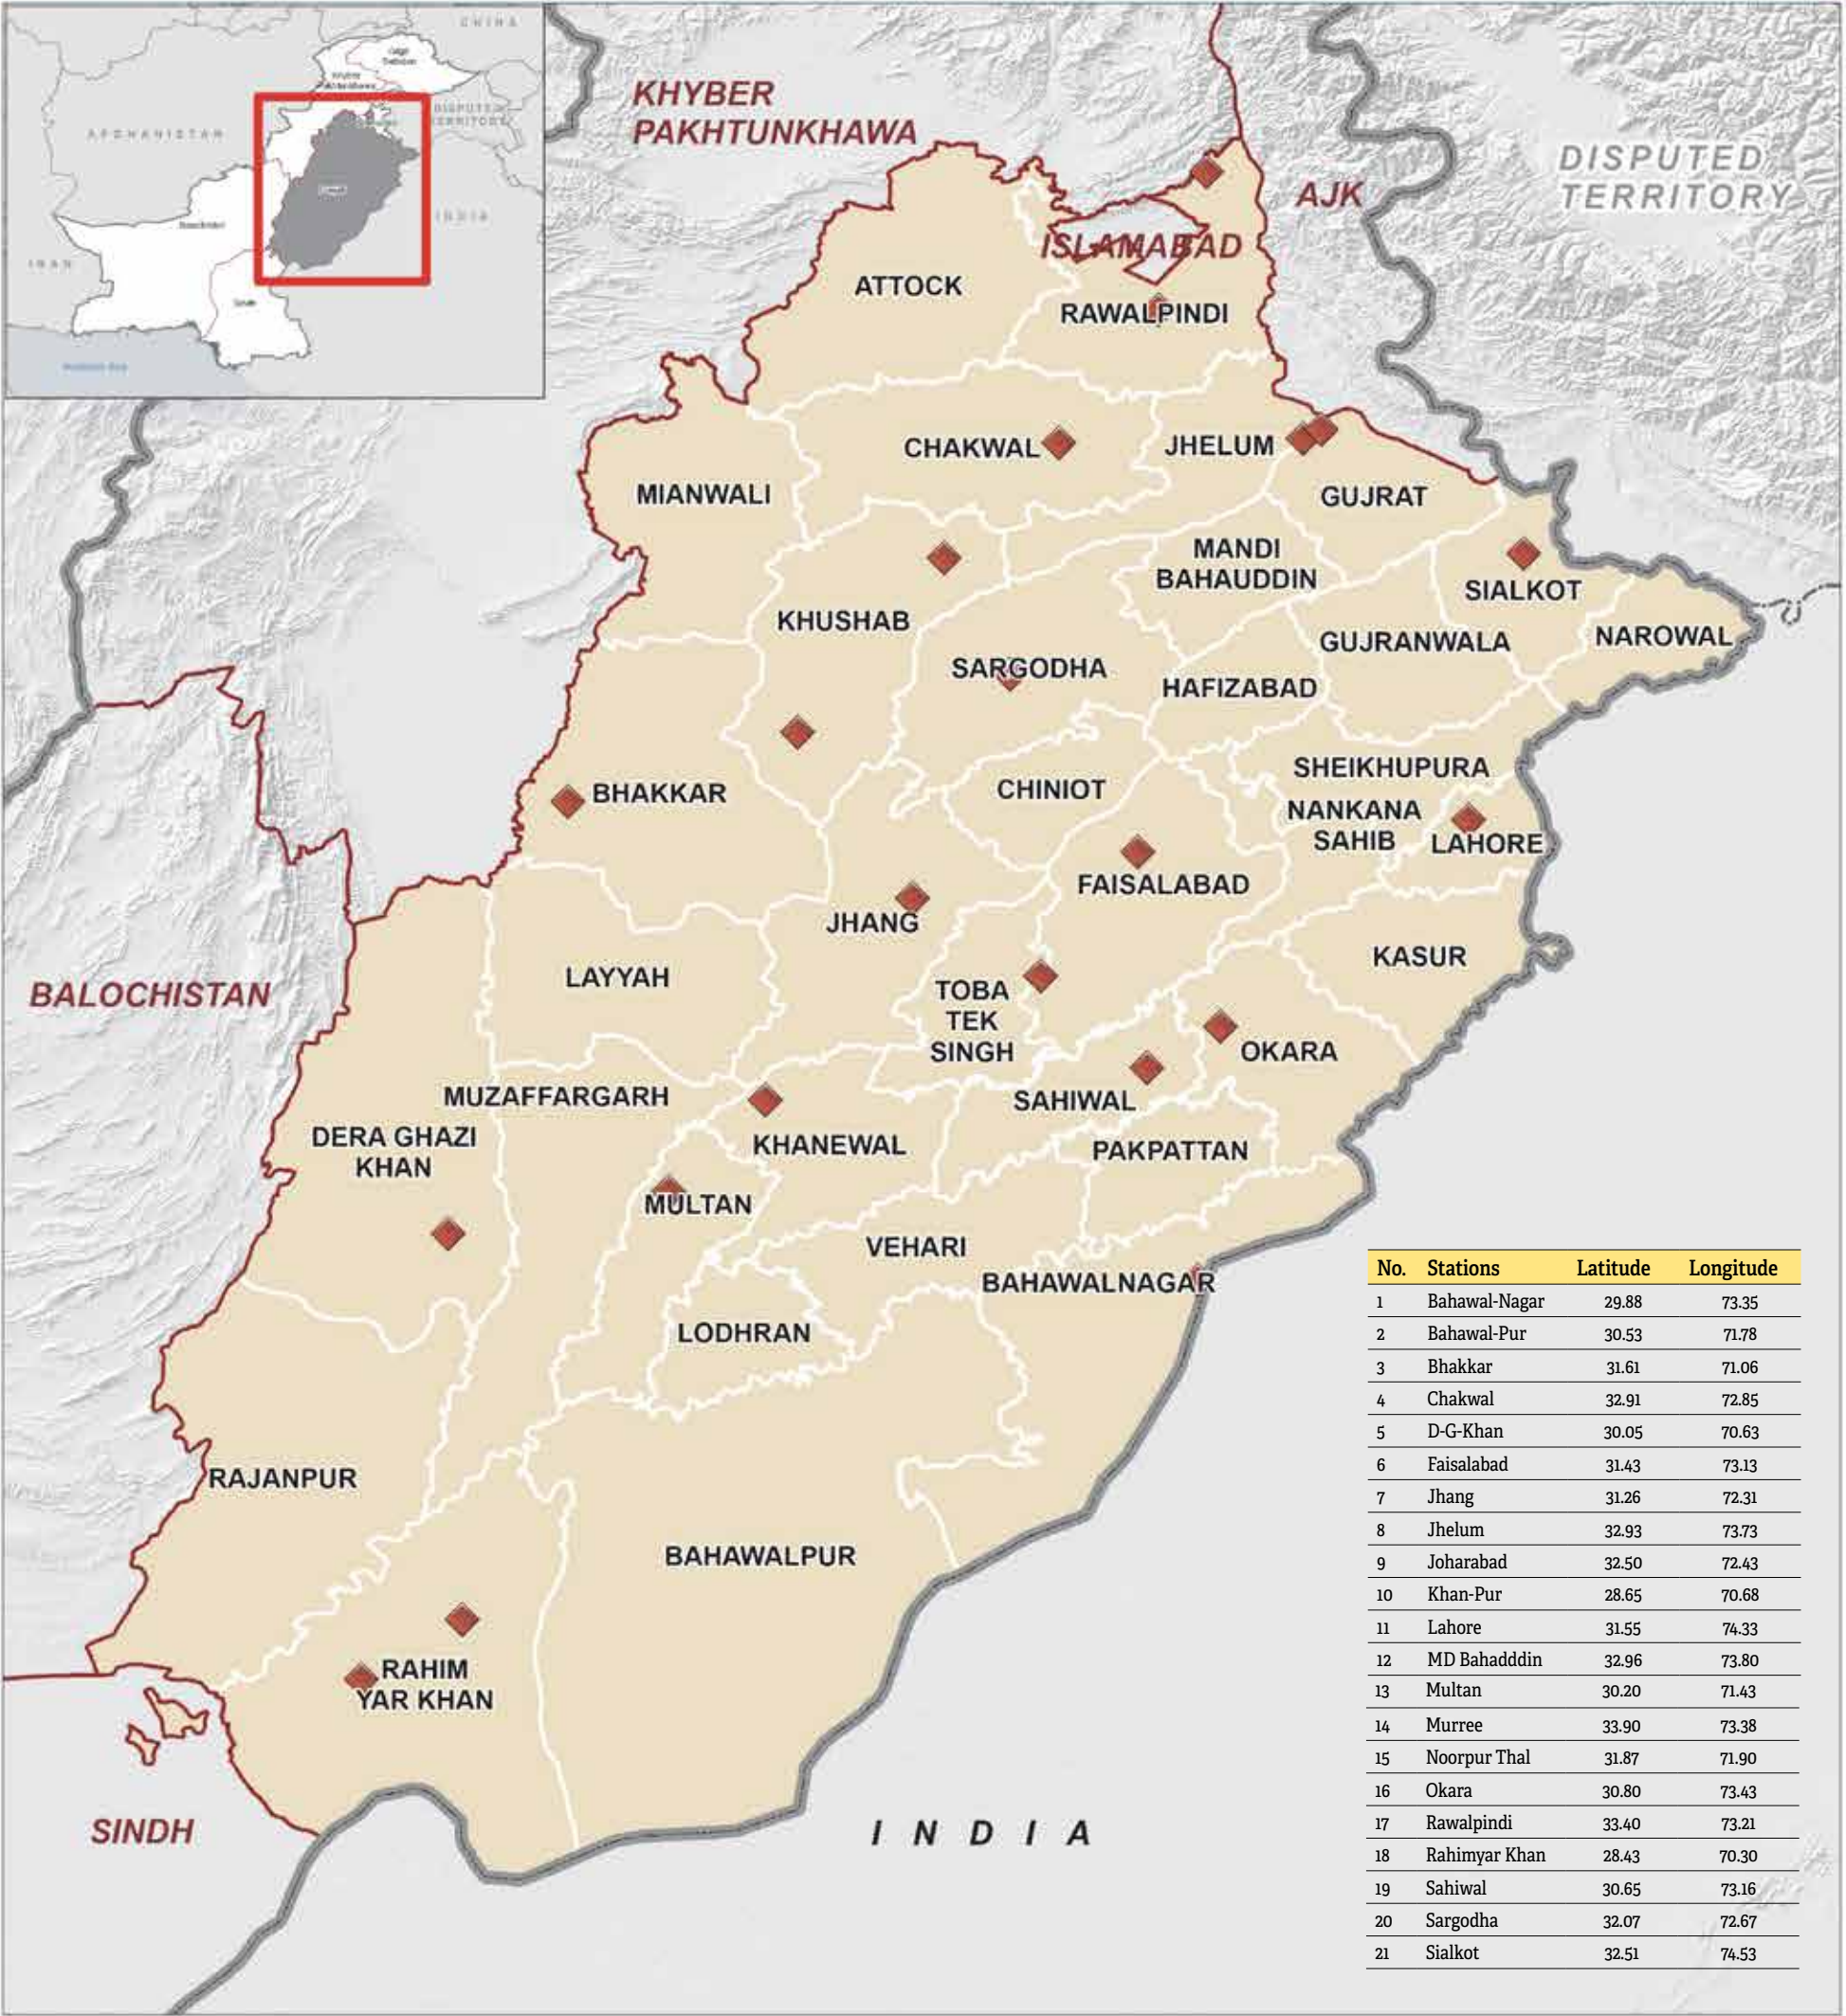 CHINA
AFGHANISTAN
DISPUTED
TERRITORY
INDIA
IRAN
KHYBER
PAKHTUNKHAWA
DISPUTED
TERRITORY
AJK
ISLAMABAD
ATTOCK
RAWALPINDI
CHAKWAL
JHELUM
MIANWALI
GUJRAT
MANDI
BAHAUDDIN
SIALKOT
KHUSHAB
GUJRANWALA
NAROWAL
SARGODHA
HAFIZABAD
SHEIKHUPURA
BHAKKAR
CHINIOT
NANKANA
SAHIB
LAHORE
FAISALABAD
JHANG
KASUR
LAYYAH
BALOCHISTAN
TOBA
TEK
SINGH
OKARA
MUZAFFARGARH
SAHIWAL
DERA GHAZI
KHAN
KHANEWAL
PAKPATTAN
MULTAN
VEHARI
BAHAWALNAGAR
LODHRAN
RAJANPUR
BAHAWALPUR
RAHIM
YAR KHAN
SINDH
INDIA
No. Stations Latitude Longitude
1 Bahawal-Nagar 29.88 73.35
2 Bahawal-Pur 30.53 71.78
3 Bhakkar 31.61 71.06
4 Chakwal 32.91 72.85
5 D-G-Khan 30.05 70.63
6 Faisalabad 31.43 73.13
7 Jhang 31.26 72.31
8 Jhelum 32.93 73.73
9 Joharabad 32.50 72.43
10 Khan-Pur 28.65 70.68
11 Lahore 31.55 74.33
12 MD Bahadddin 32.96 73.80
13 Multan 30.20 71.43
14 Murree 33.90 73.38
15 Noorpur Thal 31.87 71.90
16 Okara 30.80 73.43
17 Rawalpindi 33.40 73.21
18 Rahimyar Khan 28.43 70.30
19 Sahiwal 30.65 73.16
20 Sargodha 32.07 72.67
21 Sialkot 32.51 74.53